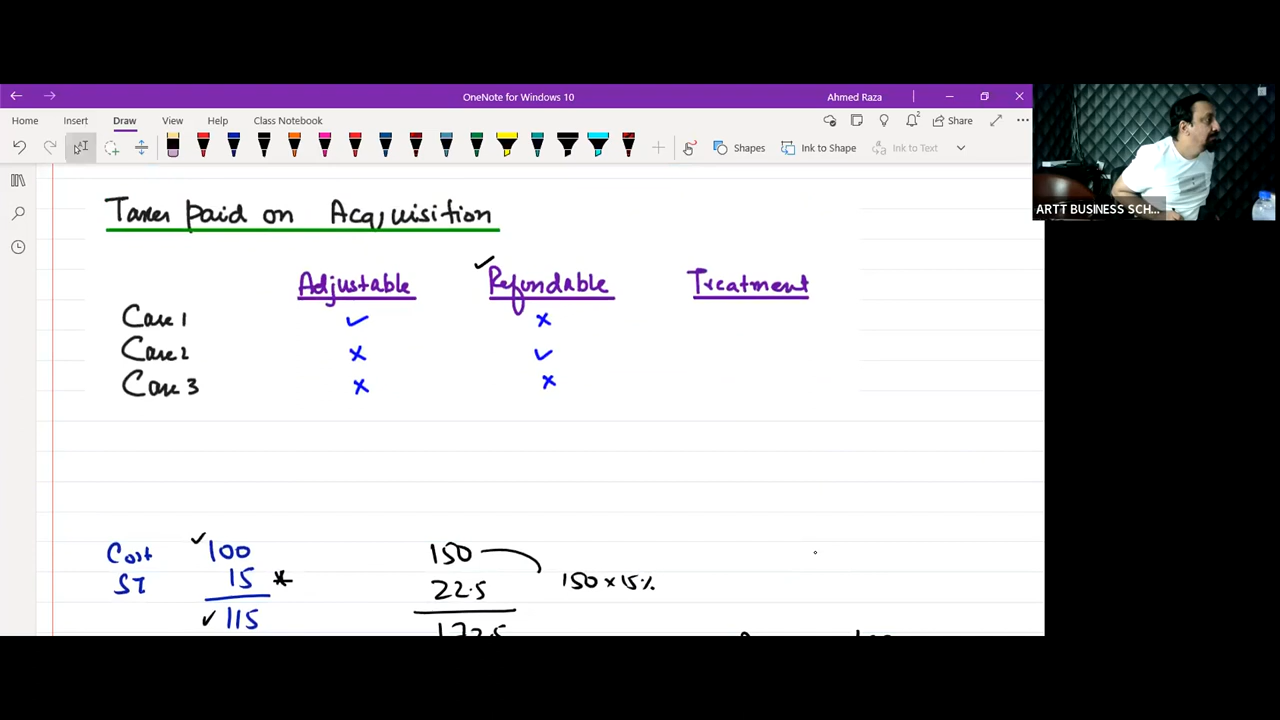 OneNote for Windows 10
Ahmed Raza
Home Insert Draw View Help Class Notebook
Share
Shapes Ink to Shape Ink to Text
ARTT BUSINESS SCH...
Taxes paid on Acquisition
Adjustable Refundable Treatment
Case 1 ✓ ×
Case 2 × ✓
Case 3 × ×
Cost 100 150
ST 15 * 22.5 150 × 15%
115 172.5